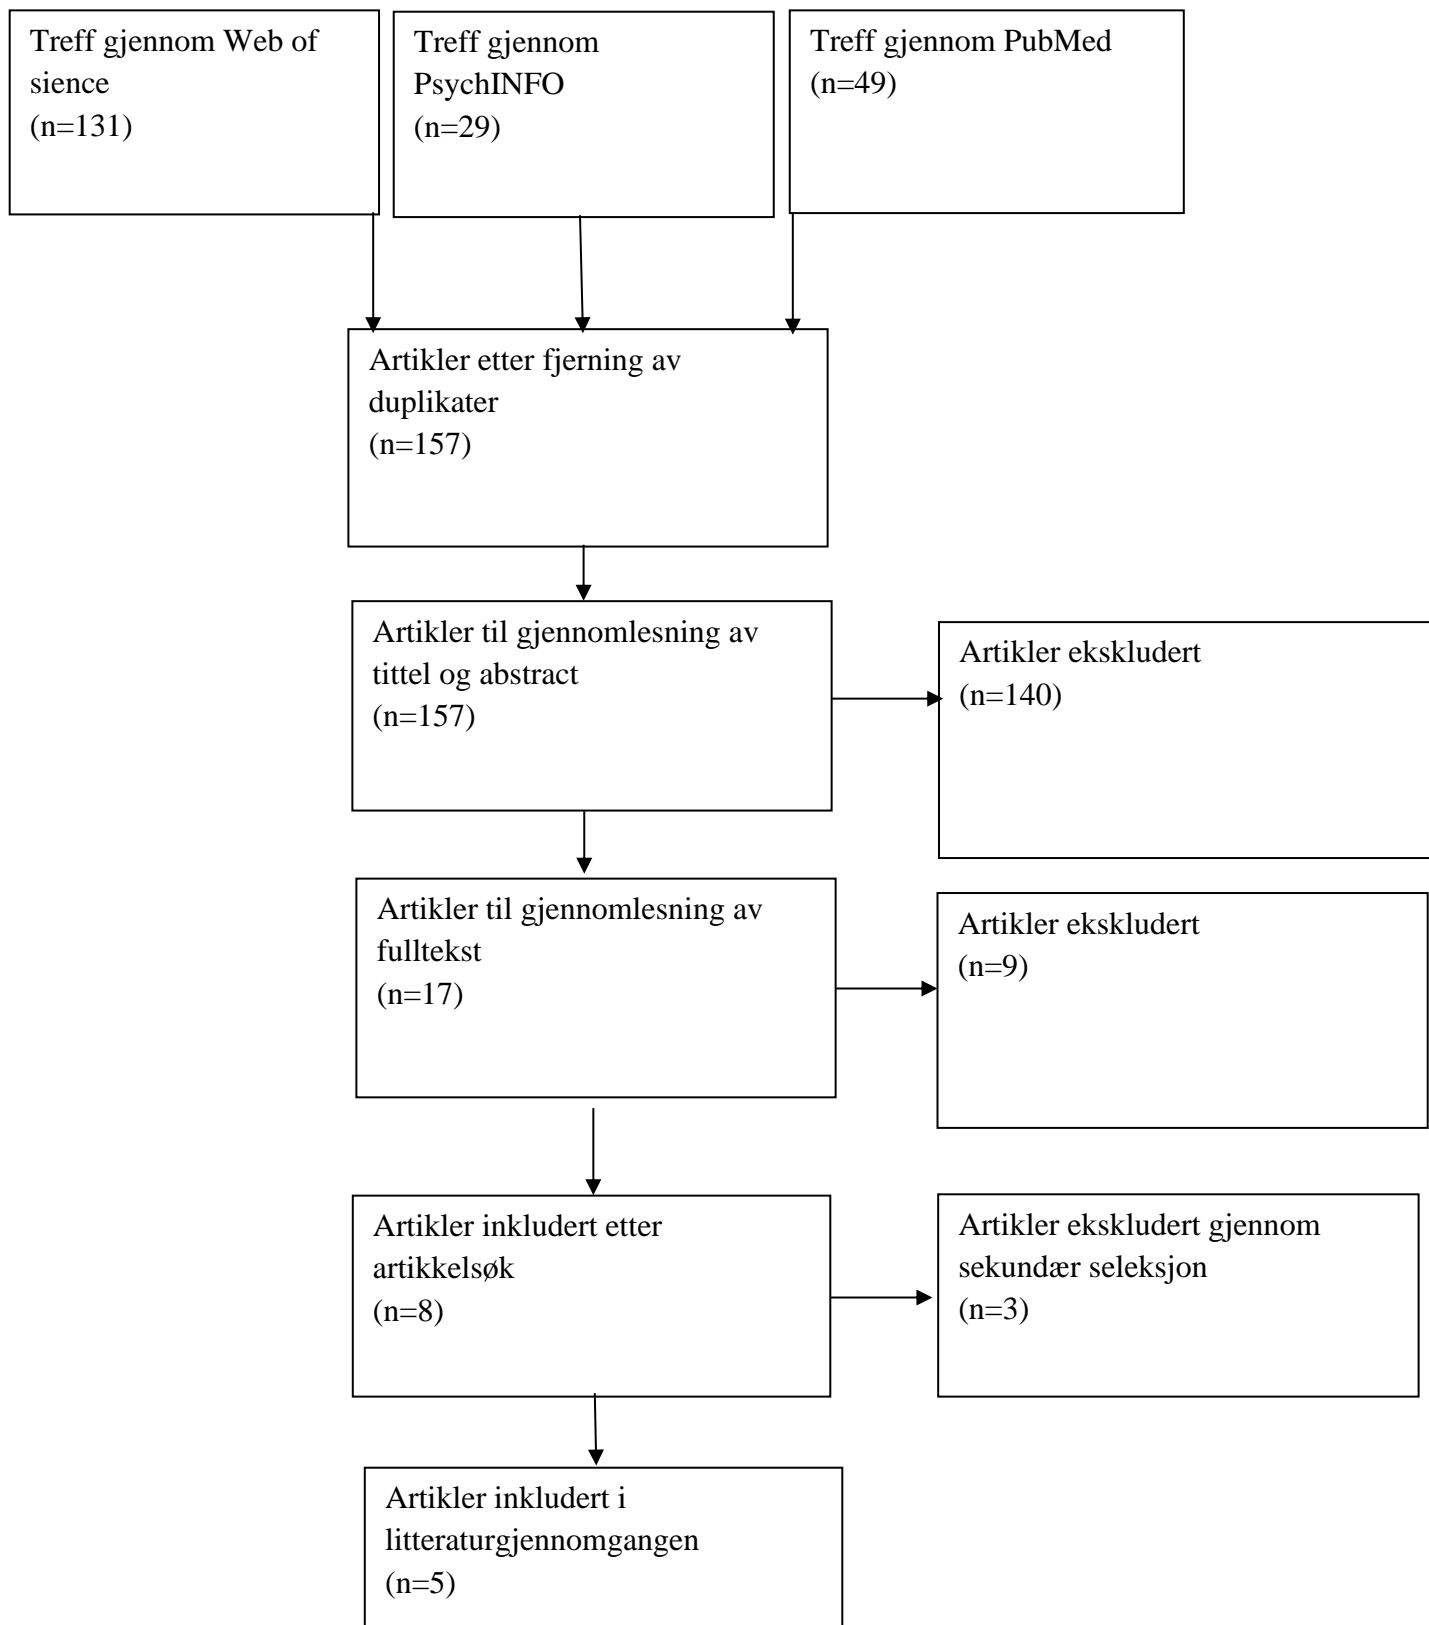 Treff gjennom Web of
sience
(n=131)
Treff gjennom
PsychINFO
(n=29)
Treff gjennom PubMed
(n=49)
Artikler etter fjerning av
duplikater
(n=157)
Artikler til gjennomlesning av
tittel og abstract
(n=157)
Artikler ekskludert
(n=140)
Artikler til gjennomlesning av
fulltekst
(n=17)
Artikler ekskludert
(n=9)
Artikler inkludert etter
artikkelsøk
(n=8)
Artikler ekskludert gjennom
sekundær seleksjon
(n=3)
Artikler inkludert i
litteraturgjennomgangen
(n=5)